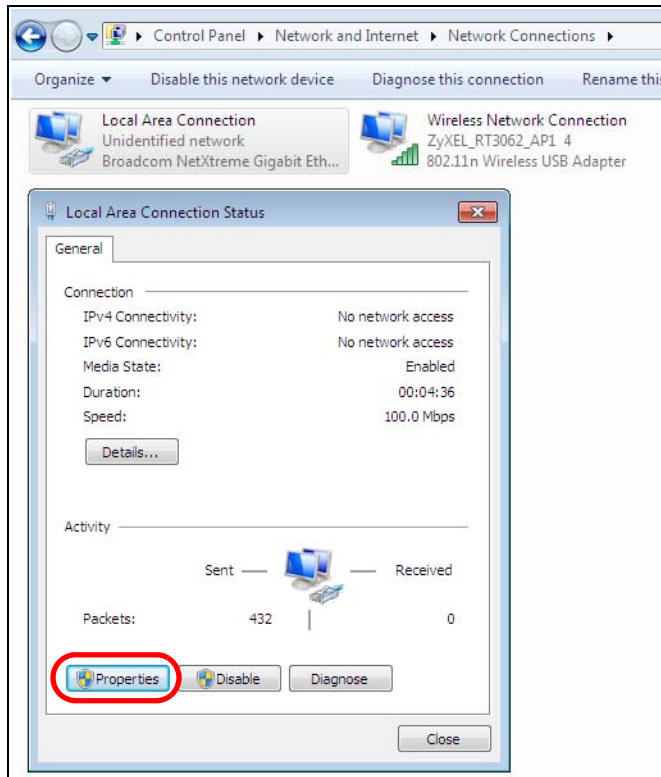 Control Panel Network and Internet Network Connections
Organize Disable this network device Diagnose this connection Rename this
Local Area Connection
Unidentified network
Broadcom NetXtreme Gigabit Eth...
Wireless Network Connection
ZyXEL_RT3062_AP1 4
802.11n Wireless USB Adapter
Local Area Connection Status
General
Connection
IPv4 Connectivity: No network access
IPv6 Connectivity: No network access
Media State: Enabled
Duration: 00:04:36
Speed: 100.0 Mbps
Details...
Activity
Sent Received
Packets: 432 0
Properties Disable Diagnose
Close